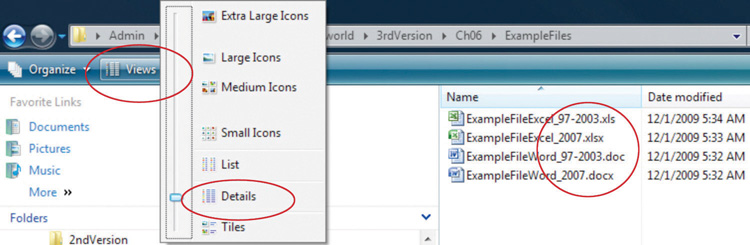 Admin world 3rdVersion Ch06 ExampleFiles
Organize Views
Extra Large Icons
Large Icons
Medium Icons
Small Icons
List
Details
Tiles
Favorite Links
Documents
Pictures
Music
More »
Folders
2ndVersion
Name Date modified
ExampleFileExcel_97-2003.xls 12/1/2009 5:34 AM
ExampleFileExcel_2007.xlsx 12/1/2009 5:33 AM
ExampleFileWord_97-2003.doc 12/1/2009 5:32 AM
ExampleFileWord_2007.docx 12/1/2009 5:32 AM